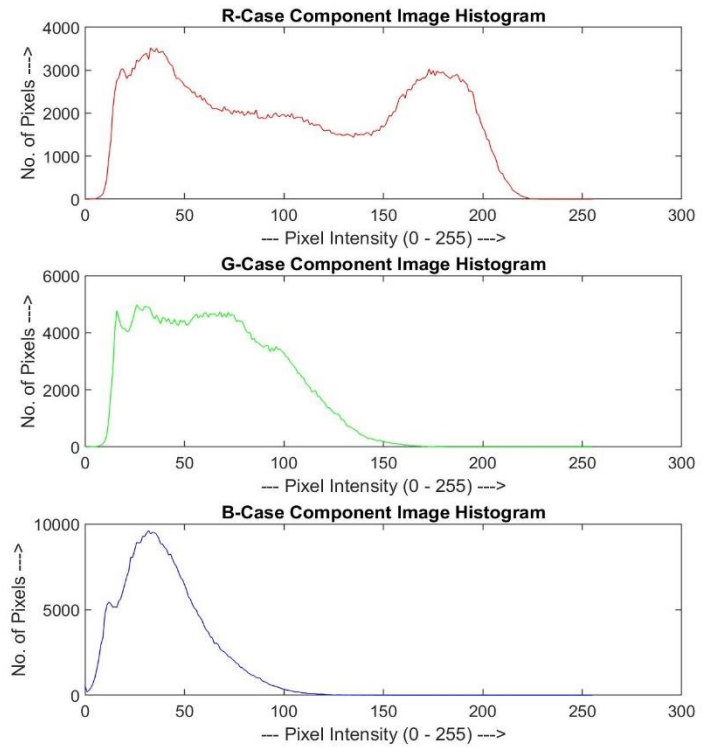 R-Case Component Image Histogram
4000
3000
2000
1000
0
No. of Pixels --->
0 50 100 150 200 250 300
--- Pixel Intensity (0 - 255) --->
G-Case Component Image Histogram
6000
4000
2000
0
No. of Pixels --->
0 50 100 150 200 250 300
--- Pixel Intensity (0 - 255) --->
B-Case Component Image Histogram
10000
5000
0
No. of Pixels --->
0 50 100 150 200 250 300
--- Pixel Intensity (0 - 255) --->